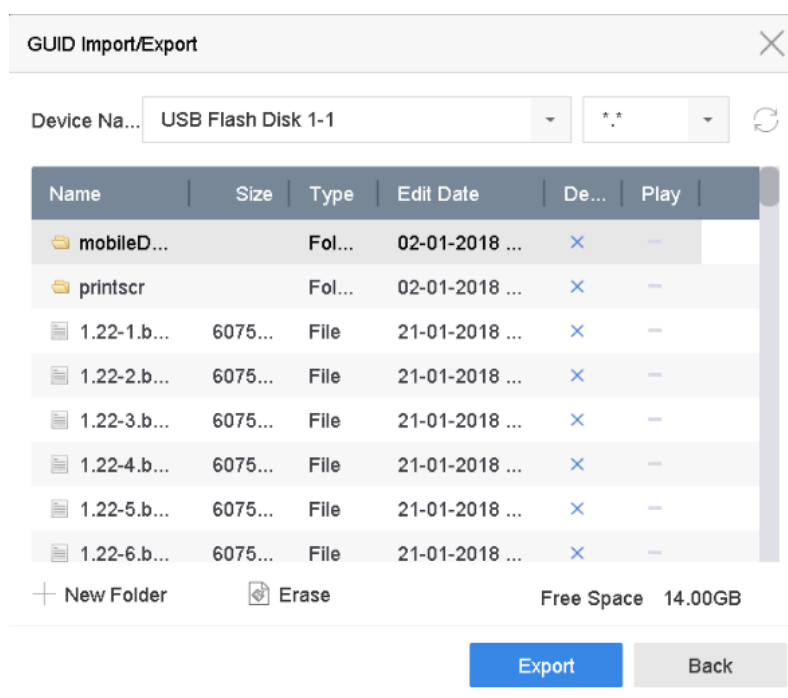 GUID Import/Export
Device Na... USB Flash Disk 1-1 *.*
Name Size Type Edit Date De... Play
mobileD... Fol... 02-01-2018 ...
printscr Fol... 02-01-2018 ...
1.22-1.b... 6075... File 21-01-2018 ...
1.22-2.b... 6075... File 21-01-2018 ...
1.22-3.b... 6075... File 21-01-2018 ...
1.22-4.b... 6075... File 21-01-2018 ...
1.22-5.b... 6075... File 21-01-2018 ...
1.22-6.b... 6075... File 21-01-2018 ...
New Folder Erase Free Space 14.00GB
Export Back